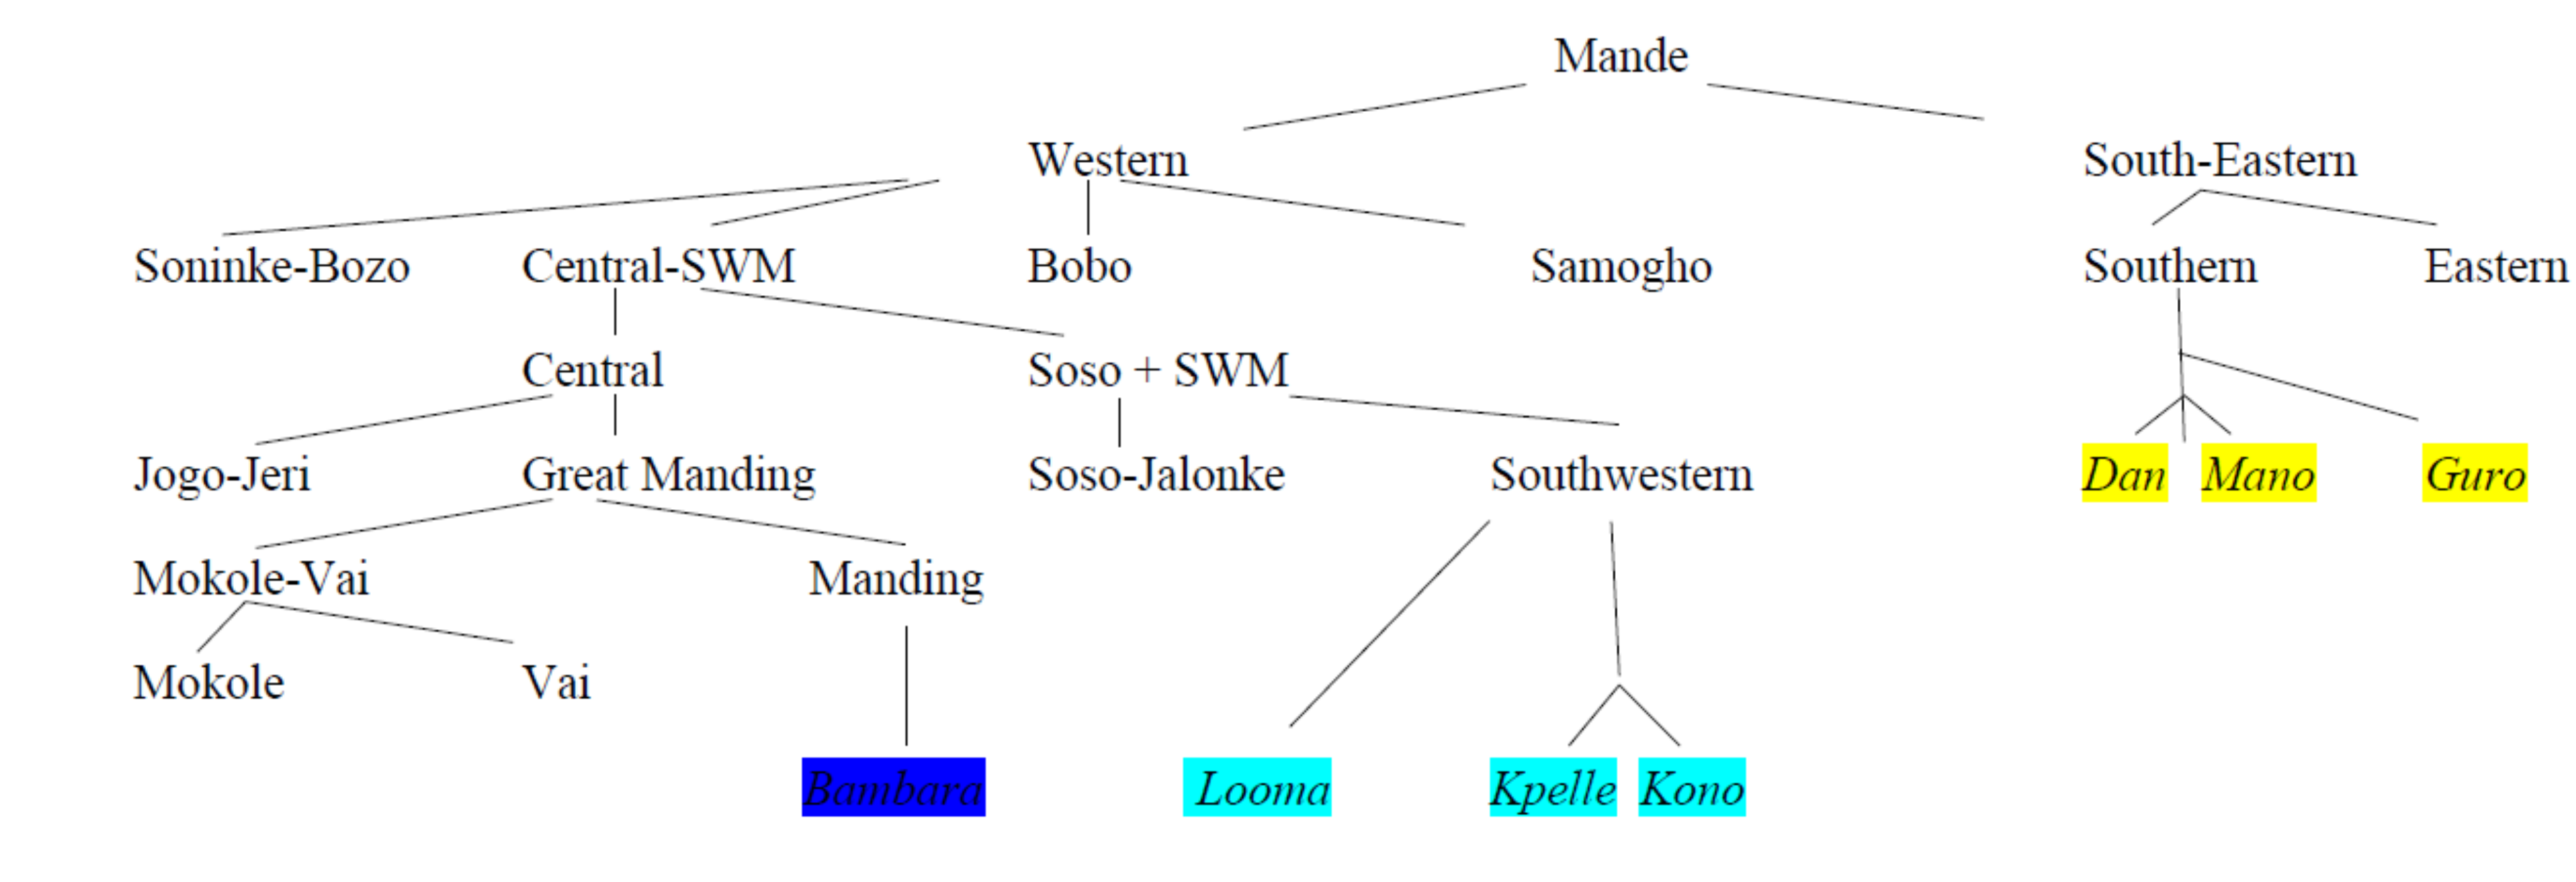 Mande
Western South-Eastern
Soninke-Bozo Central-SWM Bobo Samogho Southern Eastern
Central Soso + SWM
Jogo-Jeri Great Manding Soso-Jalonke Southwestern Dan Mano Guro
Mokole-Vai Manding
Mokole Vai
Bambara Looma Kpelle Kono